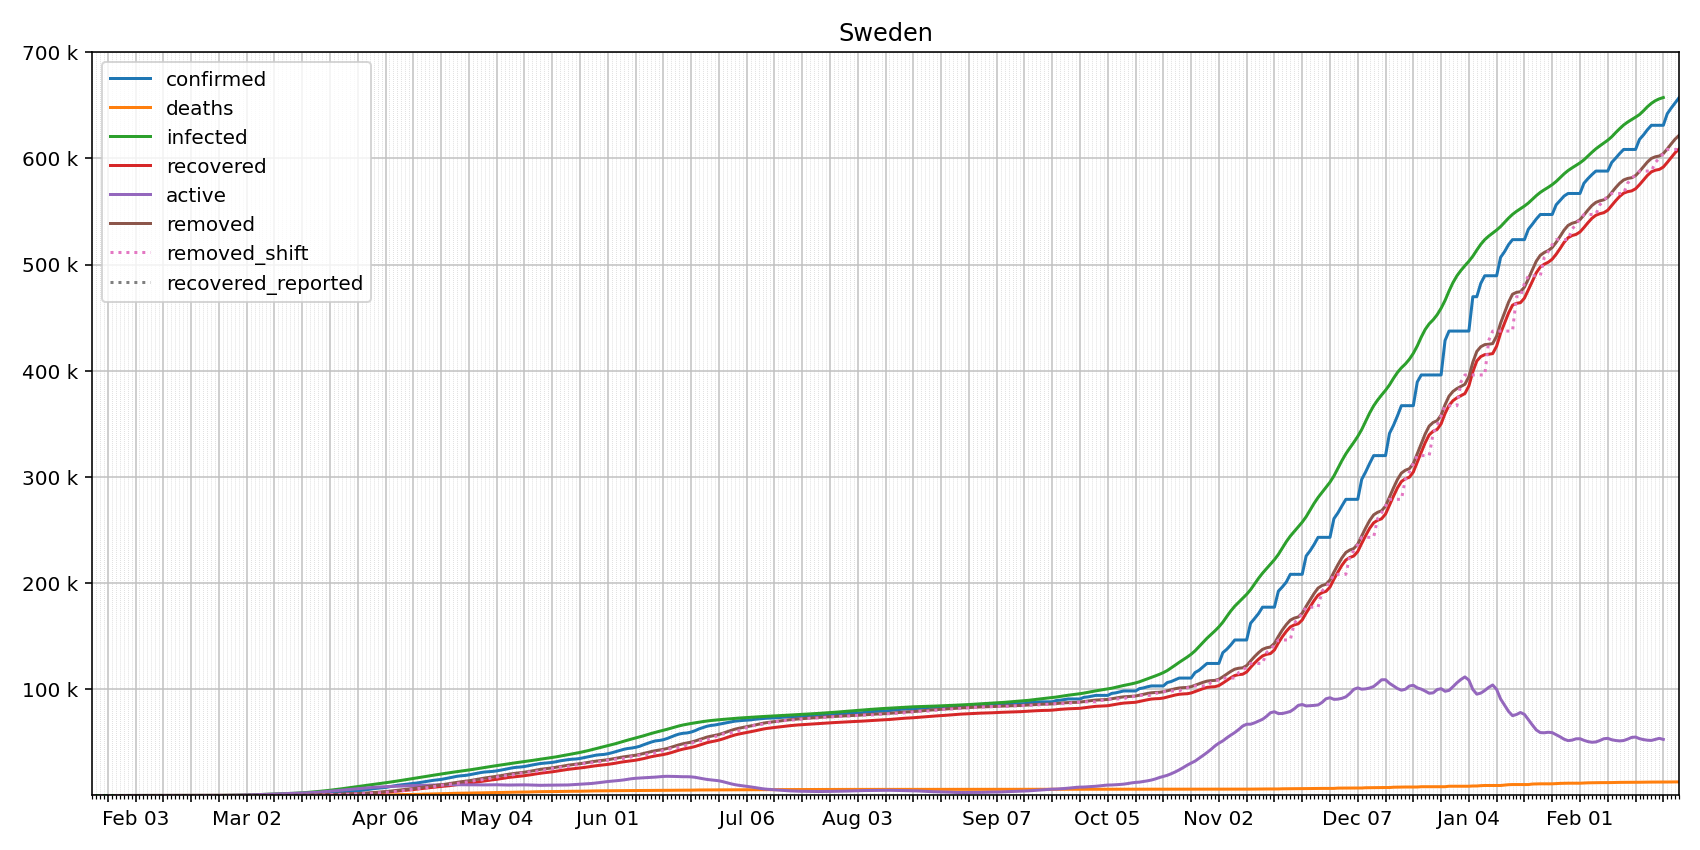 Sweden
700 k
600 k
500 k
400 k
300 k
200 k
100 k
confirmed
deaths
infected
recovered
active
removed
removed_shift
recovered_reported
Feb 03 Mar 02 Apr 06 May 04 Jun 01 Jul 06 Aug 03 Sep 07 Oct 05 Nov 02 Dec 07 Jan 04 Feb 01